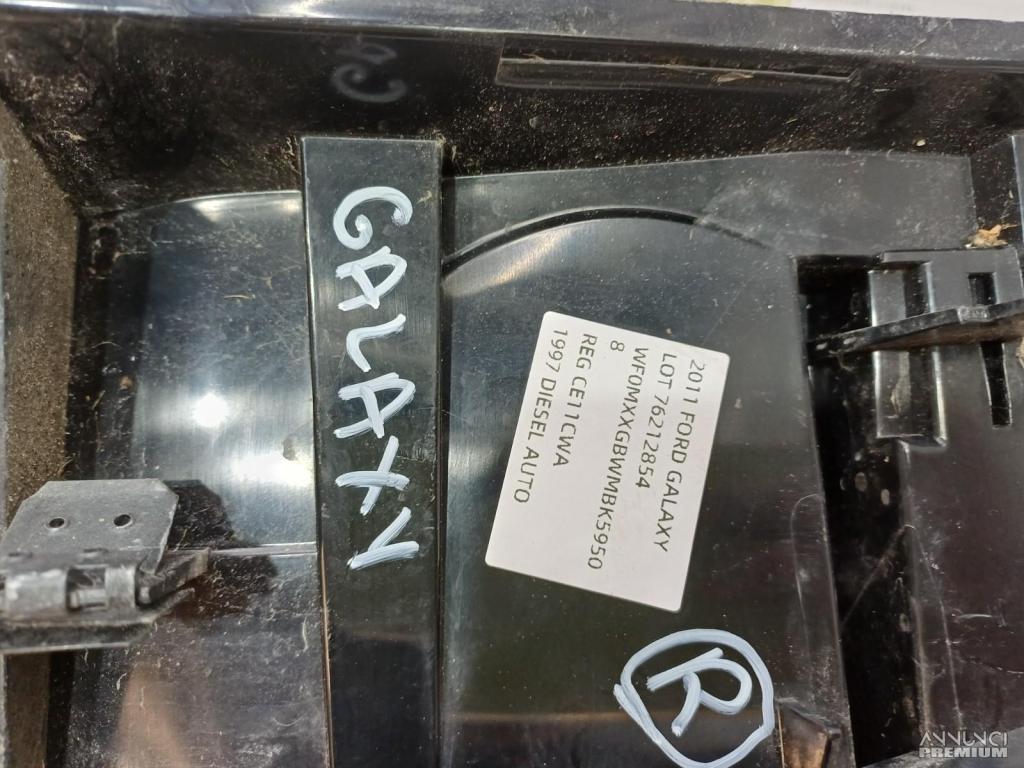 GALAXY
2011 FORD GALAXY
LOT 76212854
WF0MXXGBWMBK5950
8
REG CE11CWA
1997 DIESEL AUTO
R
ANNUNCI
PREMIUM